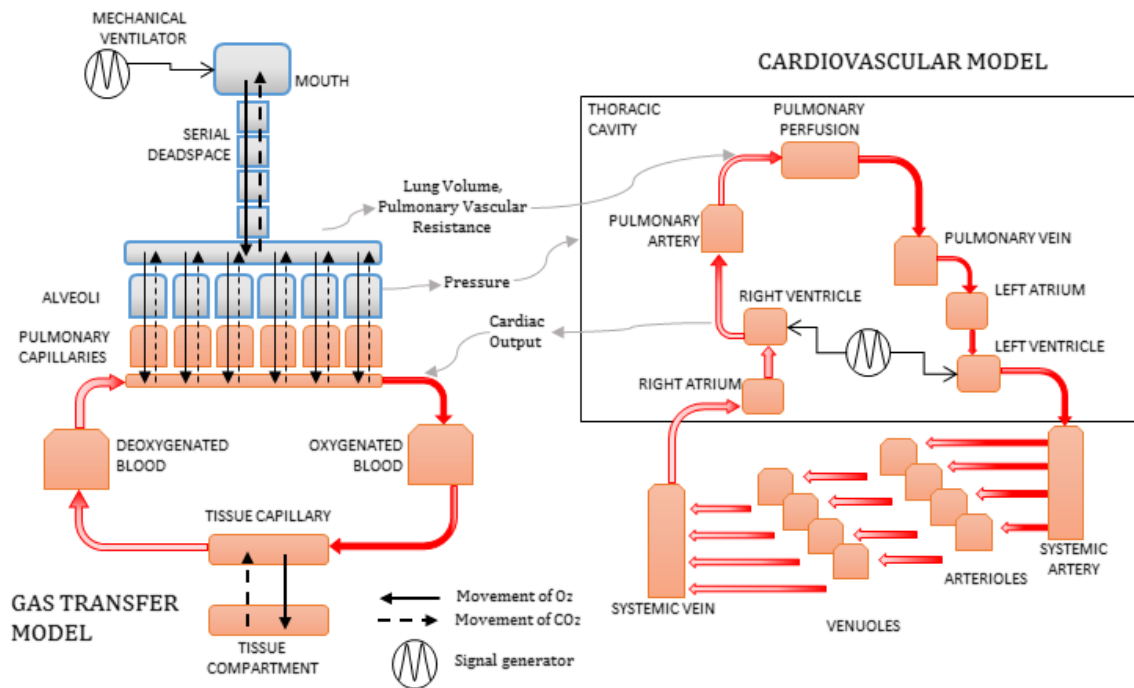 MECHANICAL
VENTILATOR
MOUTH
SERIAL
DEADSPACE
Lung Volume,
Pulmonary Vascular
Resistance
ALVEOLI
Pressure
PULMONARY
CAPILLARIES
Cardiac
Output
DEOXYGENATED
BLOOD
OXYGENATED
BLOOD
TISSUE CAPILLARY
GAS TRANSFER
MODEL
TISSUE
COMPARTMENT
Movement of O2
Movement of CO2
Signal generator
CARDIOVASCULAR MODEL
THORACIC
CAVITY
PULMONARY
PERFUSION
PULMONARY
ARTERY
PULMONARY VEIN
RIGHT VENTRICLE
LEFT ATRIUM
LEFT VENTRICLE
RIGHT ATRIUM
SYSTEMIC
ARTERY
ARTERIOLES
SYSTEMIC VEIN
VENUOLES